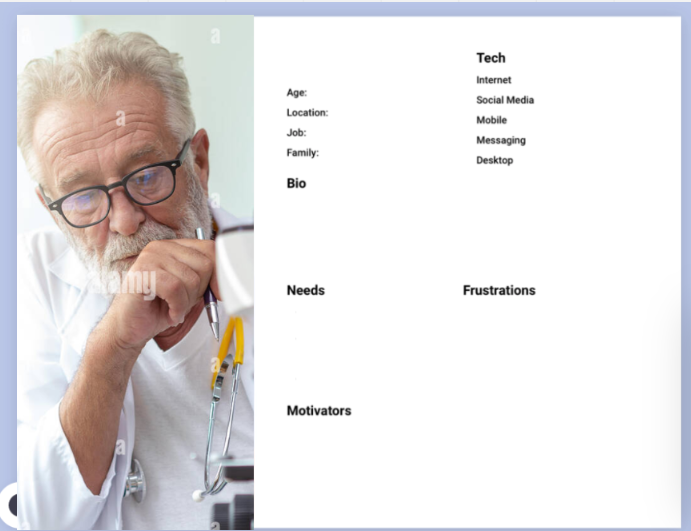 Age:
Location:
Job:
Family:
Bio
Tech
Internet
Social Media
Mobile
Messaging
Desktop
Needs
Frustrations
Motivators
a
a
a
alamy
a
a
a